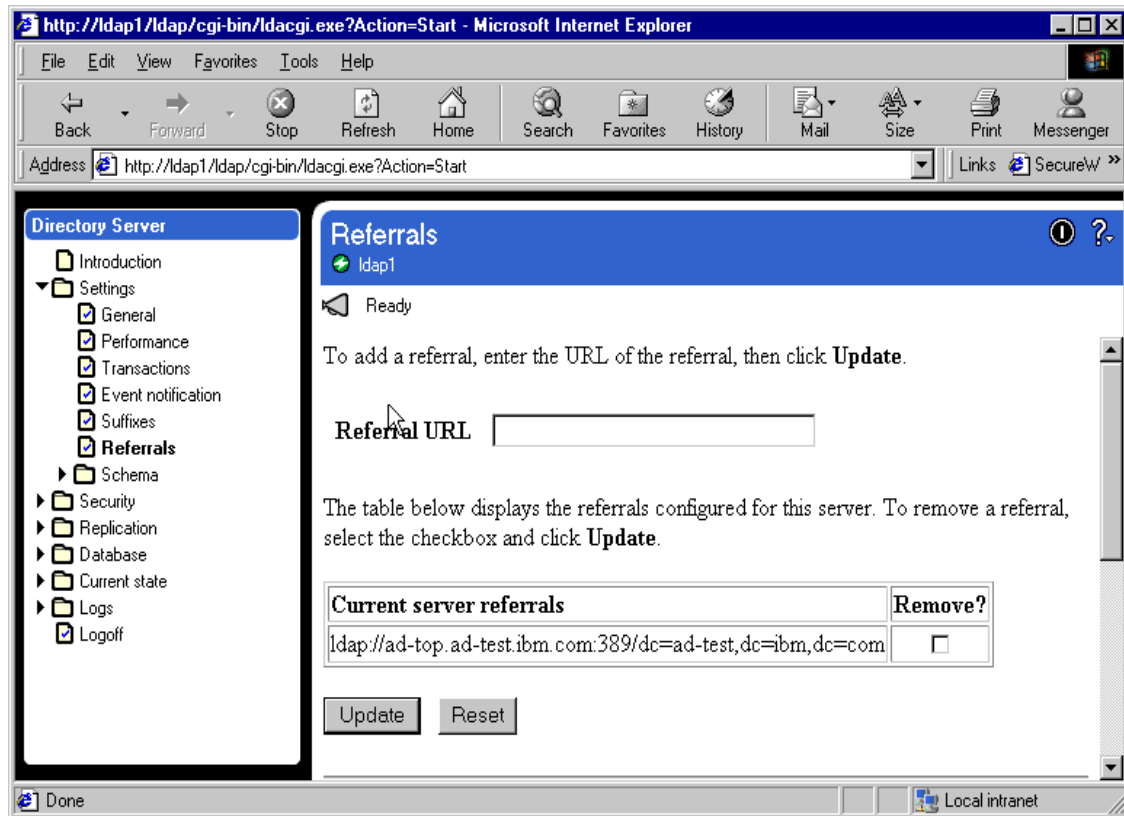 http://ldap1/ldap/cgi-bin/ldacgi.exe?Action=Start - Microsoft Internet Explorer
File Edit View Favorites Tools Help
Back Forward Stop Refresh Home Search Favorites History Mail Size Print Messenger
Address http://ldap1/ldap/cgi-bin/ldacgi.exe?Action=Start Links SecureW »
Directory Server
Introduction
Settings
General
Performance
Transactions
Event notification
Suffixes
Referrals
Schema
Security
Replication
Database
Current state
Logs
Logoff
Referrals
ldap1
Ready
To add a referral, enter the URL of the referral, then click Update.
Referral URL
The table below displays the referrals configured for this server. To remove a referral,
select the checkbox and click Update.
Current server referrals Remove?
ldap://ad-top.ad-test.ibm.com:389/dc=ad-test,dc=ibm,dc=com
Update Reset
Done Local intranet